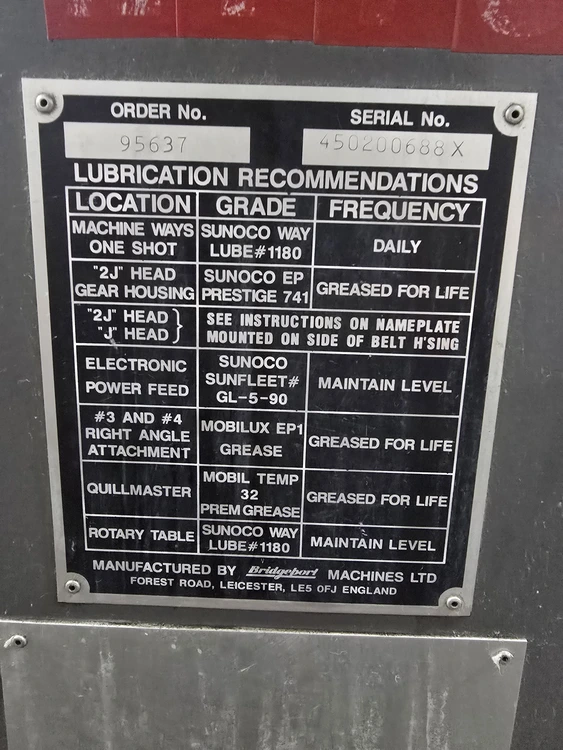 ORDER No. SERIAL No.
95637 450200688 X
LUBRICATION RECOMMENDATIONS
LOCATION GRADE FREQUENCY
MACHINE WAYS
ONE SHOT
SUNOCO WAY
LUBE#1180
DAILY
"2J" HEAD
GEAR HOUSING
SUNOCO EP
PRESTIGE 741
GREASED FOR LIFE
"2J" HEAD
"J" HEAD }
SEE INSTRUCTIONS ON NAMEPLATE
MOUNTED ON SIDE OF BELT H'SING
ELECTRONIC
POWER FEED
SUNOCO
SUNFLEET#
GL-5-90
MAINTAIN LEVEL
#3 AND #4
RIGHT ANGLE
ATTACHMENT
MOBILUX EP1
GREASE
GREASED FOR LIFE
QUILLMASTER
MOBIL TEMP
32
PREM GREASE
GREASED FOR LIFE
ROTARY TABLE
SUNOCO WAY
LUBE#1180
MAINTAIN LEVEL
MANUFACTURED BY Bridgeport MACHINES LTD
FOREST ROAD, LEICESTER, LE5 0FJ ENGLAND